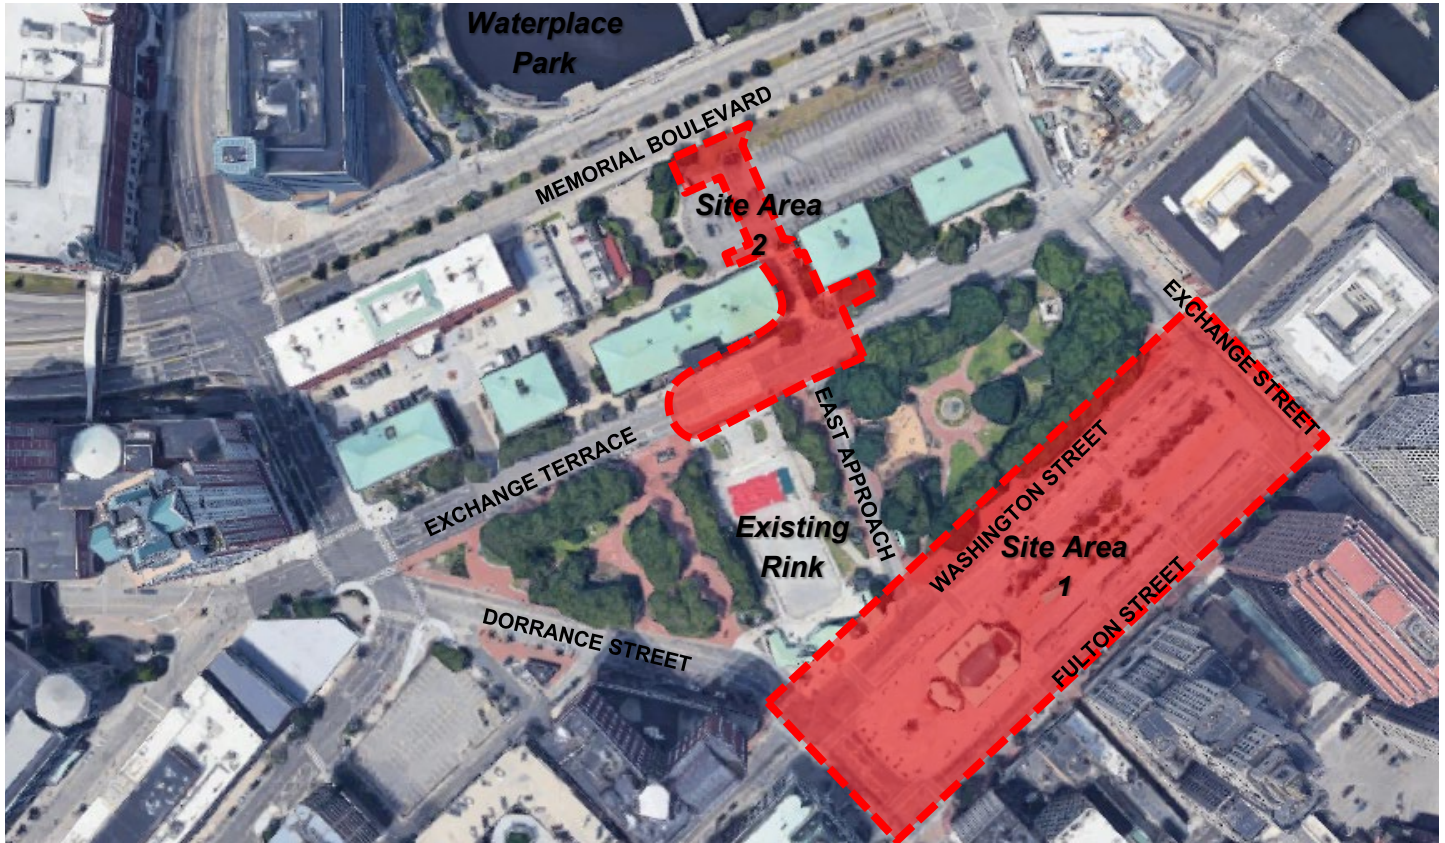 Waterplace
Park
MEMORIAL BOULEVARD
Site Area
2
EXCHANGE STREET
EXCHANGE TERRACE
EAST APPROACH
WASHINGTON STREET
Existing
Rink
Site Area
1
FULTON STREET
DORRANCE STREET